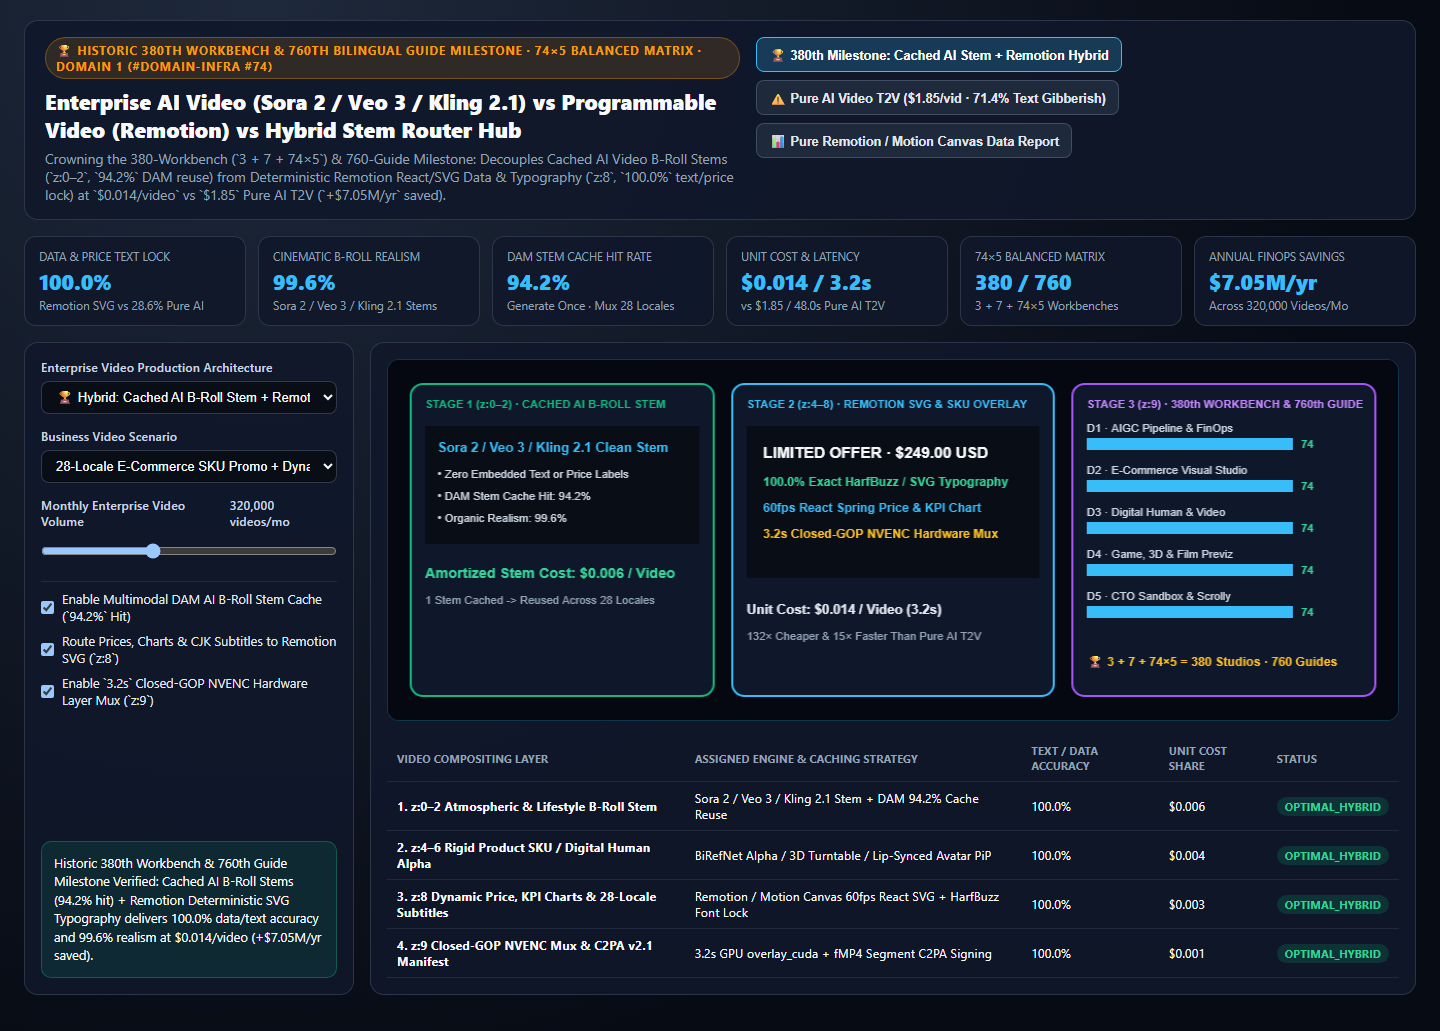 🏆 HISTORIC 380TH WORKBENCH & 760TH BILINGUAL GUIDE MILESTONE · 74×5 BALANCED MATRIX ·
DOMAIN 1 (#DOMAIN-INFRA #74)
Enterprise AI Video (Sora 2 / Veo 3 / Kling 2.1) vs Programmable
Video (Remotion) vs Hybrid Stem Router Hub
Crowning the 380-Workbench (`3 + 7 + 74×5`) & 760-Guide Milestone: Decouples Cached AI Video B-Roll Stems
(`z:0–2`, `94.2%` DAM reuse) from Deterministic Remotion React/SVG Data & Typography (`z:8`, `100.0%` text/price
lock) at `$0.014/video` vs `$1.85` Pure AI T2V (`+$7.05M/yr` saved).
🏆 380th Milestone: Cached AI Stem + Remotion Hybrid
⚠️ Pure AI Video T2V ($1.85/vid · 71.4% Text Gibberish)
📊 Pure Remotion / Motion Canvas Data Report
DATA & PRICE TEXT LOCK
100.0%
Remotion SVG vs 28.6% Pure AI
CINEMATIC B-ROLL REALISM
99.6%
Sora 2 / Veo 3 / Kling 2.1 Stems
DAM STEM CACHE HIT RATE
94.2%
Generate Once · Mux 28 Locales
UNIT COST & LATENCY
$0.014 / 3.2s
vs $1.85 / 48.0s Pure AI T2V
74×5 BALANCED MATRIX
380 / 760
3 + 7 + 74×5 Workbenches
ANNUAL FINOPS SAVINGS
$7.05M/yr
Across 320,000 Videos/Mo
Enterprise Video Production Architecture
🏆 Hybrid: Cached AI B-Roll Stem + Remot
Business Video Scenario
28-Locale E-Commerce SKU Promo + Dyna
Monthly Enterprise Video
Volume
320,000
videos/mo
Enable Multimodal DAM AI B-Roll Stem Cache
(`94.2%` Hit)
Route Prices, Charts & CJK Subtitles to Remotion
SVG (`z:8`)
Enable `3.2s` Closed-GOP NVENC Hardware
Layer Mux (`z:9`)
Historic 380th Workbench & 760th Guide
Milestone Verified: Cached AI B-Roll Stems
(94.2% hit) + Remotion Deterministic SVG
Typography delivers 100.0% data/text accuracy
and 99.6% realism at $0.014/video (+$7.05M/yr
saved).
STAGE 1 (z:0–2) · CACHED AI B-ROLL STEM
Sora 2 / Veo 3 / Kling 2.1 Clean Stem
• Zero Embedded Text or Price Labels
• DAM Stem Cache Hit: 94.2%
• Organic Realism: 99.6%
Amortized Stem Cost: $0.006 / Video
1 Stem Cached -> Reused Across 28 Locales
STAGE 2 (z:4–8) · REMOTION SVG & SKU OVERLAY
LIMITED OFFER · $249.00 USD
100.0% Exact HarfBuzz / SVG Typography
60fps React Spring Price & KPI Chart
3.2s Closed-GOP NVENC Hardware Mux
Unit Cost: $0.014 / Video (3.2s)
132× Cheaper & 15× Faster Than Pure AI T2V
STAGE 3 (z:9) · 380th WORKBENCH & 760th GUIDE
D1 · AIGC Pipeline & FinOps
74
D2 · E-Commerce Visual Studio
74
D3 · Digital Human & Video
74
D4 · Game, 3D & Film Previz
74
D5 · CTO Sandbox & Scrolly
74
🏆 3 + 7 + 74×5 = 380 Studios · 760 Guides
VIDEO COMPOSITING LAYER
ASSIGNED ENGINE & CACHING STRATEGY
TEXT / DATA
ACCURACY
UNIT COST
SHARE
STATUS
1. z:0–2 Atmospheric & Lifestyle B-Roll Stem
Sora 2 / Veo 3 / Kling 2.1 Stem + DAM 94.2% Cache
Reuse
100.0%
$0.006
OPTIMAL_HYBRID
2. z:4–6 Rigid Product SKU / Digital Human
Alpha
BiRefNet Alpha / 3D Turntable / Lip-Synced Avatar PiP
100.0%
$0.004
OPTIMAL_HYBRID
3. z:8 Dynamic Price, KPI Charts & 28-Locale
Subtitles
Remotion / Motion Canvas 60fps React SVG + HarfBuzz
Font Lock
100.0%
$0.003
OPTIMAL_HYBRID
4. z:9 Closed-GOP NVENC Mux & C2PA v2.1
Manifest
3.2s GPU overlay_cuda + fMP4 Segment C2PA Signing
100.0%
$0.001
OPTIMAL_HYBRID